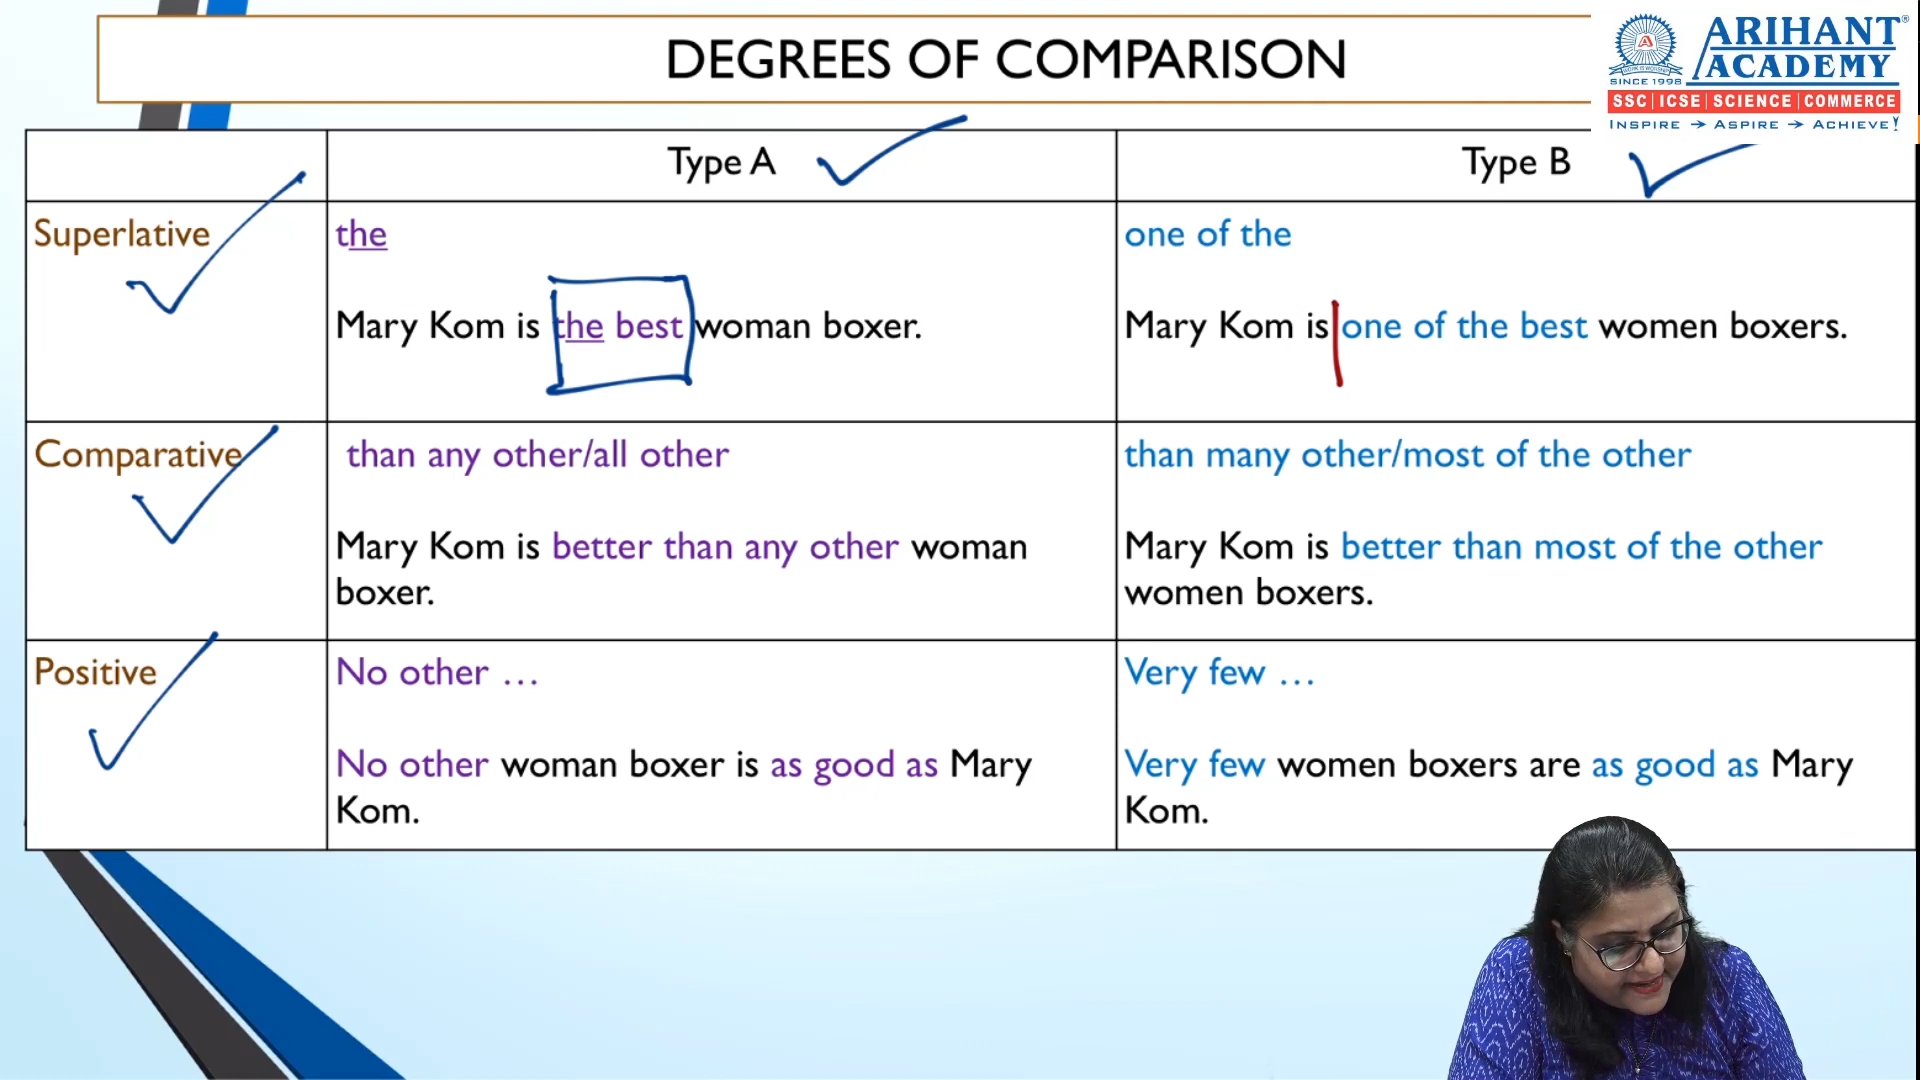 DEGREES OF COMPARISON
ARIHANT
ACADEMY
SINCE 1998
SSC | ICSE | SCIENCE | COMMERCE
INSPIRE → ASPIRE → ACHIEVE!
Type A
Type B
Superlative
the
Mary Kom is the best woman boxer.
one of the
Mary Kom is one of the best women boxers.
Comparative
than any other/all other
Mary Kom is better than any other woman
boxer.
than many other/most of the other
Mary Kom is better than most of the other
women boxers.
Positive
No other ...
No other woman boxer is as good as Mary
Kom.
Very few ...
Very few women boxers are as good as Mary
Kom.